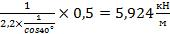 1/(2,2×1/cos40°) × 0,5 = 5,924 кН/м